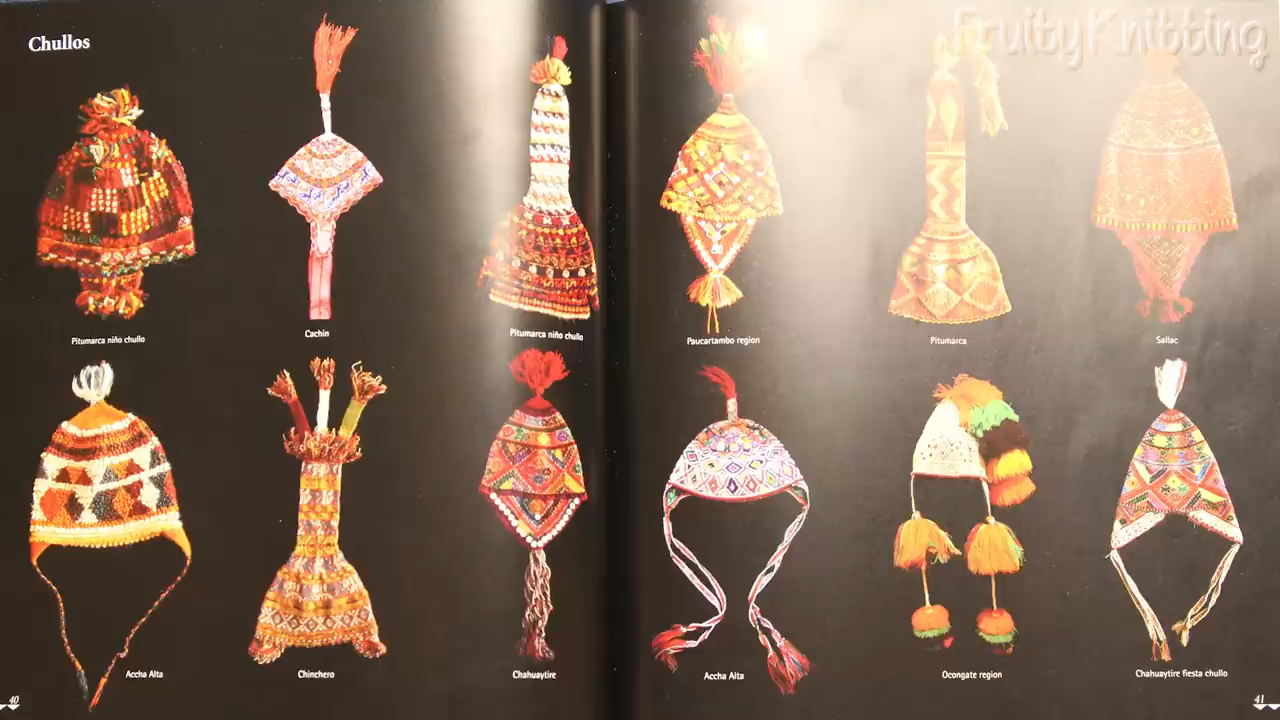 Chullos
FruityKnitting
Pitumarca niño chullo
Cachin
Pitumarca niño chullo
Paucartambo region
Pitumarca
Sallac
Accha Alta
Chinchero
Chahuaytire
Accha Alta
Ocongate region
Chahuaytire fiesta chullo
40
41